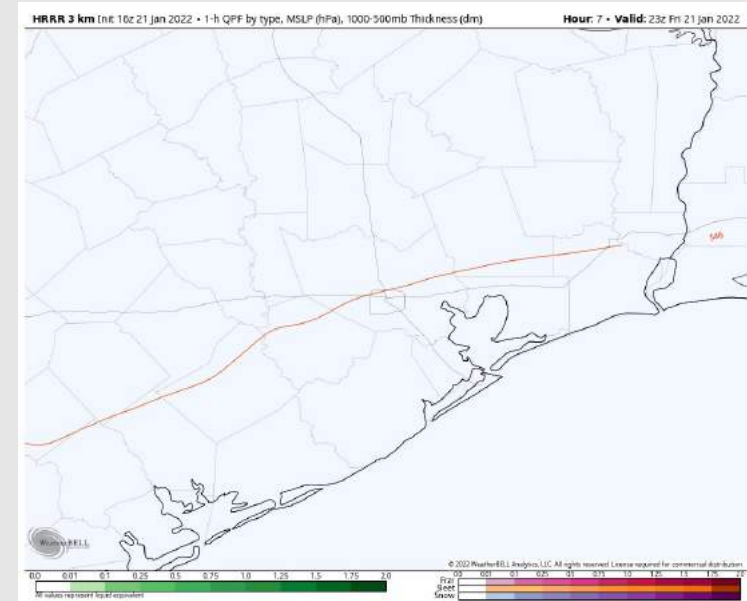 HRRR 3 km Init 16z 21 Jan 2022 • 1-h QPF by type, MSLP (hPa), 1000-500mb Thickness (dm) Hour: 7 • Valid: 23z Fri 21 Jan 2022
546
WeatherBELL
© 2022 WeatherBELL Analytics, LLC. All rights reserved. License required for commercial distribution.
0.0 0.01 0.1 0.25 0.5 0.75 1.0 1.25 1.5 1.75 2.0
All values represent liquid equivalent
Frzr
Sleet
Snow